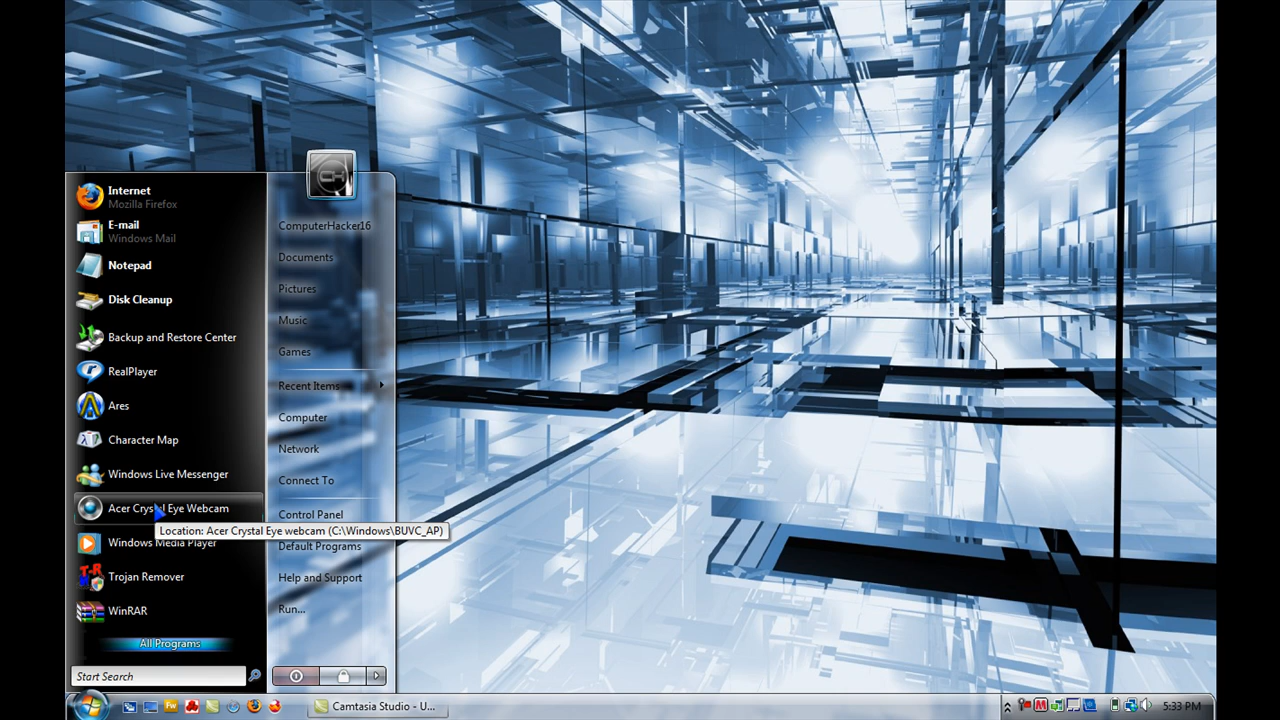 Internet
Mozilla Firefox
E-mail
Windows Mail
Notepad
Disk Cleanup
Backup and Restore Center
RealPlayer
Ares
Character Map
Windows Live Messenger
Acer Crystal Eye Webcam
Location: Acer Crystal Eye webcam (C:\Windows\BUVC_AP)
Windows Media Player
Trojan Remover
WinRAR
All Programs
Start Search
ComputerHacker16
Documents
Pictures
Music
Games
Recent Items
Computer
Network
Connect To
Control Panel
Default Programs
Help and Support
Run...
Camtasia Studio - U...
5:33 PM